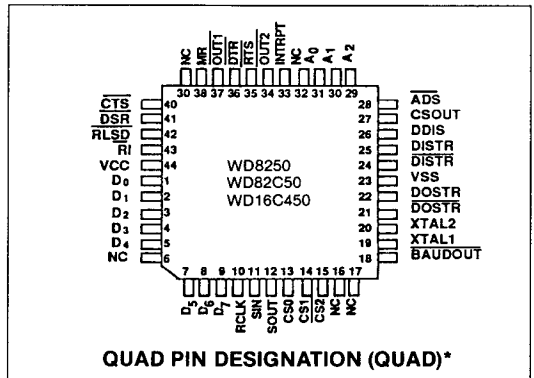 NC MR OUT1 DTR RTS OUT2 INTRPT NC A0 A1 A2
30 38 37 36 35 34 33 32 31 30 29
CTS 40
DSR 41
RLSD 42
RI 43
VCC 44
D0 1
D1 2
D2 3
D3 4
D4 5
NC 6
WD8250
WD82C50
WD16C450
28 ADS
27 CSOUT
26 DDIS
25 DISTR
24 DISTR
23 VSS
22 DOSTR
21 DOSTR
20 XTAL2
19 XTAL1
18 BAUDOUT
7 8 9 10 11 12 13 14 15 16 17
D5 D6 D7 RCLK SIN SOUT CS0 CS1 CS2 NC NC
QUAD PIN DESIGNATION (QUAD)*